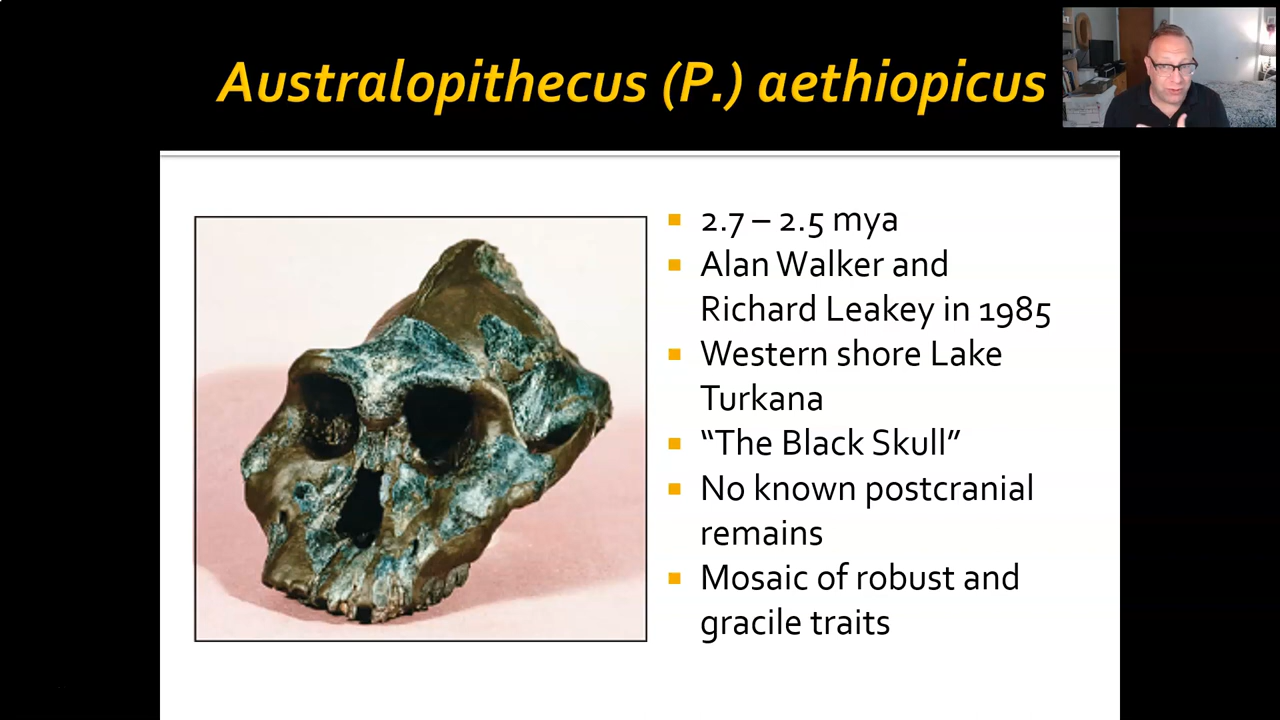 Australopithecus (P.) aethiopicus
2.7 – 2.5 mya
Alan Walker and
Richard Leakey in 1985
Western shore Lake
Turkana
“The Black Skull”
No known postcranial
remains
Mosaic of robust and
gracile traits